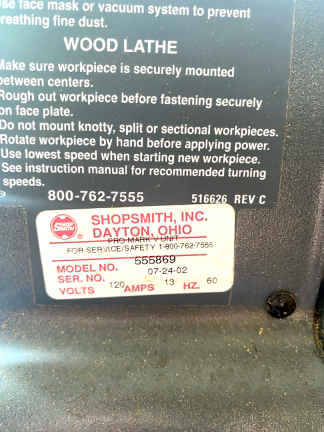 use face mask or vacuum system to prevent
breathing fine dust.
WOOD LATHE
Make sure workpiece is securely mounted
between centers.
Rough out workpiece before fastening securely
on face plate.
Do not mount knotty, split or sectional workpieces.
Rotate workpiece by hand before applying power.
Use lowest speed when starting new workpiece.
See instruction manual for recommended turning
speeds.
800-762-7555 516626 REV C
SHOPSMITH, INC.
DAYTON, OHIO
PRO MARK V UNIT
FOR SERVICE/SAFETY 1-800-762-7555
MODEL NO. 555869
SER. NO. 07-24-02
VOLTS 120 AMPS 13 HZ. 60